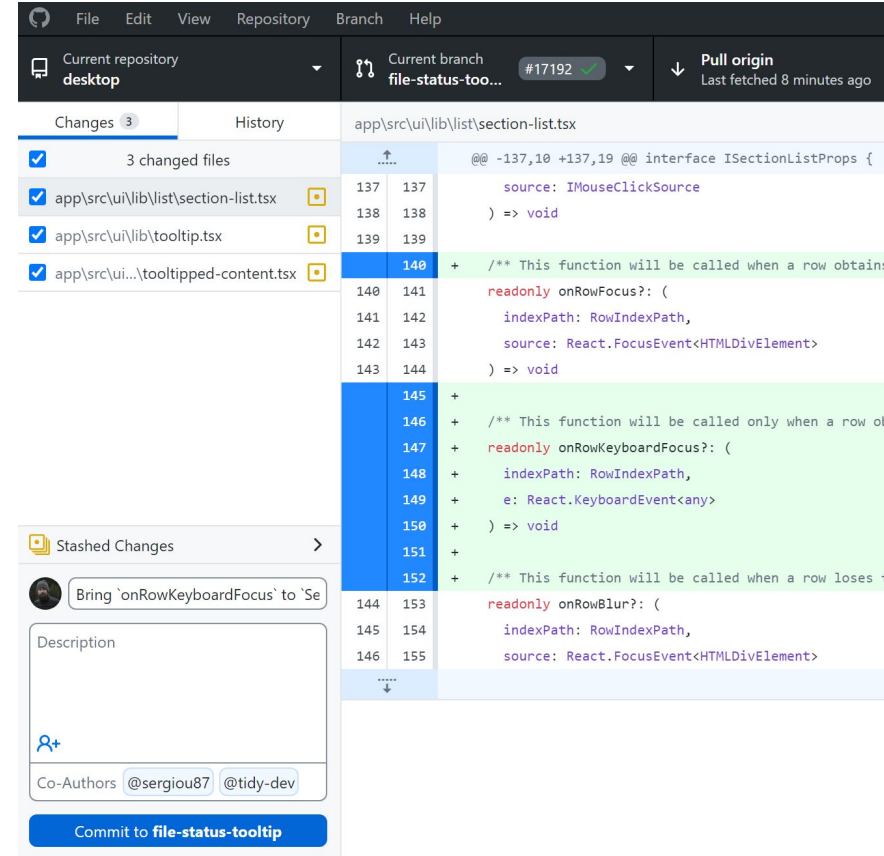 File Edit View Repository Branch Help
Current repository
desktop
Current branch
file-status-too...
#17192
Pull origin
Last fetched 8 minutes ago
Changes 3 History
3 changed files
app\src\ui\lib\list\section-list.tsx
app\src\ui\lib\tooltip.tsx
app\src\ui...\tooltipped-content.tsx
Stashed Changes
Bring `onRowKeyboardFocus` to `Se
Description
Co-Authors @sergiou87 @tidy-dev
Commit to file-status-tooltip
app\src\ui\lib\list\section-list.tsx
@@ -137,10 +137,19 @@ interface ISectionListProps {
137 137 source: IMouseClickSource
138 138 ) => void
139 139
140 + /** This function will be called when a row obtains
140 141 readonly onRowFocus?: (
141 142 indexPath: RowIndexPath,
142 143 source: React.FocusEvent<HTMLDivElement>
143 144 ) => void
145 +
146 + /** This function will be called only when a row ob
147 + readonly onRowKeyboardFocus?: (
148 + indexPath: RowIndexPath,
149 + e: React.KeyboardEvent<any>
150 + ) => void
151 +
152 + /** This function will be called when a row loses f
144 153 readonly onRowBlur?: (
145 154 indexPath: RowIndexPath,
146 155 source: React.FocusEvent<HTMLDivElement>